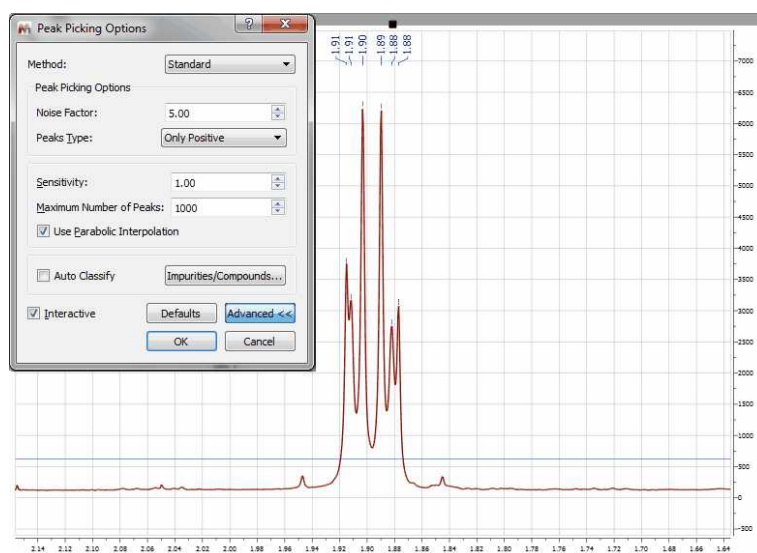 Peak Picking Options
Method: Standard
Peak Picking Options
Noise Factor: 5.00
Peaks Type: Only Positive
Sensitivity: 1.00
Maximum Number of Peaks: 1000
Use Parabolic Interpolation
Auto Classify Impurities/Compounds...
Interactive Defaults Advanced <<
OK Cancel
1.91
1.91
1.90
1.89
1.88
1.88
7000
6500
6000
5500
5000
4500
4000
3500
3000
2500
2000
1500
1000
500
0
-500
2.14 2.12 2.10 2.08 2.06 2.04 2.02 2.00 1.98 1.96 1.94 1.92 1.90 1.88 1.86 1.84 1.82 1.80 1.78 1.76 1.74 1.72 1.70 1.68 1.66 1.64